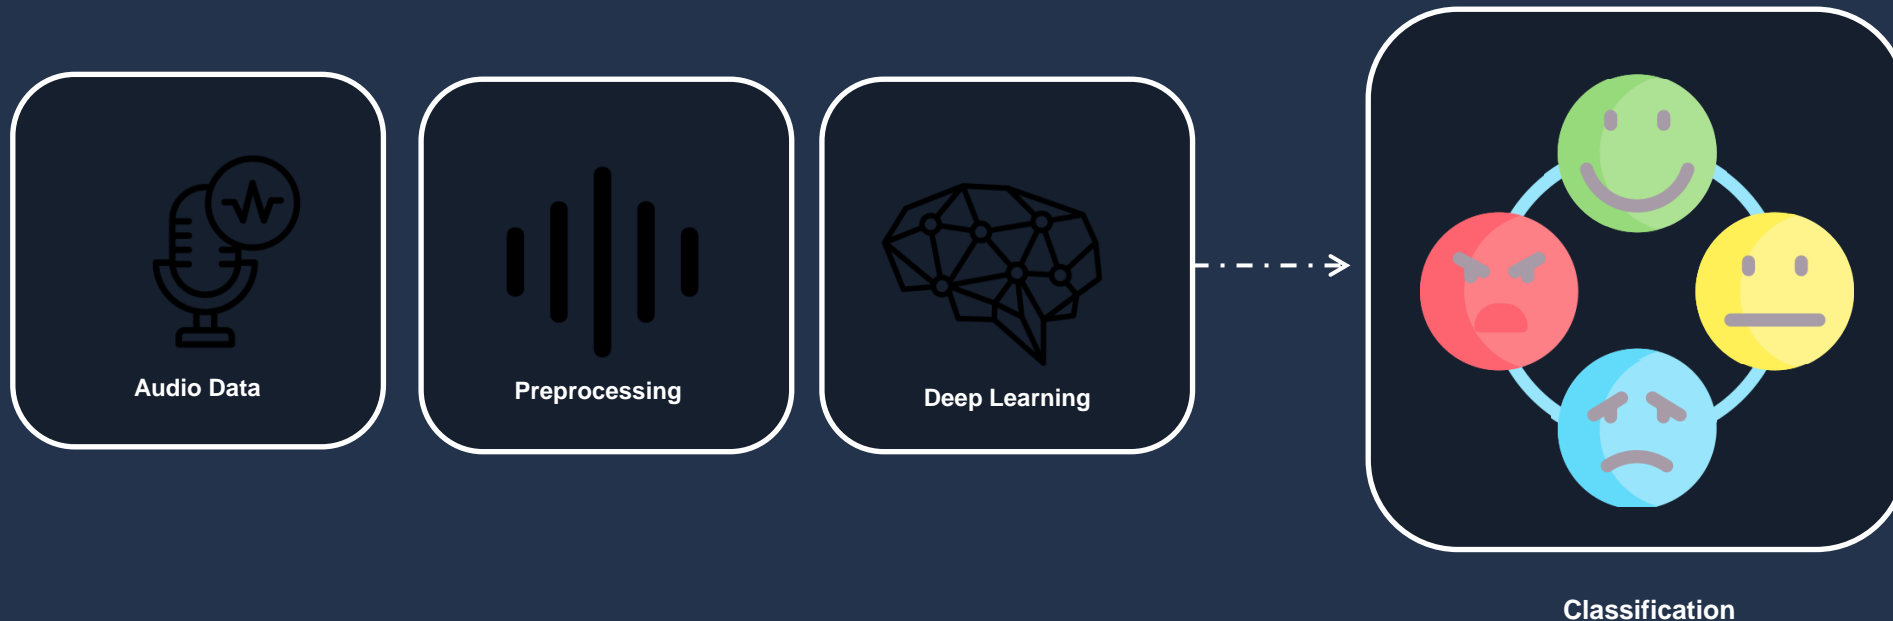 Audio Data
Preprocessing
Deep Learning
Classification